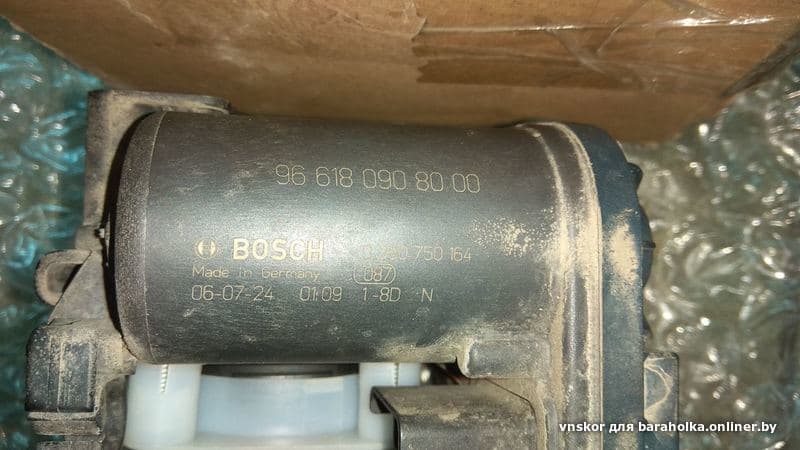 96 618 090 80 00
BOSCH 0 280 750 164
Made in Germany 087
06-07-24 01:09 1-8D N
vnskor для baraholka.onliner.by